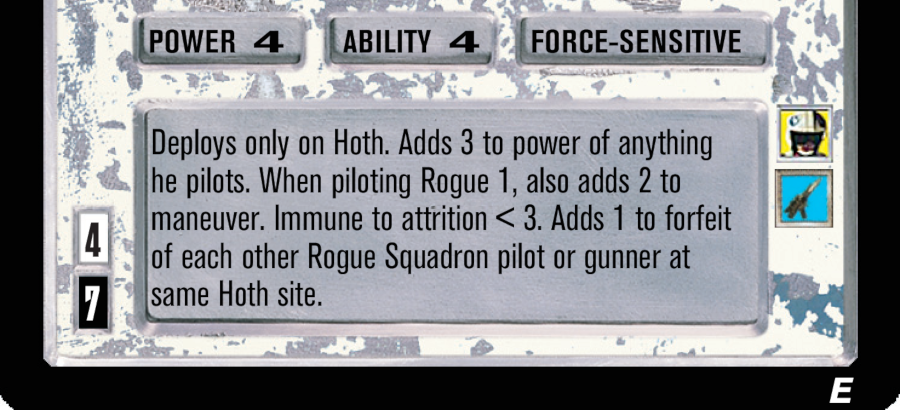 POWER 4 ABILITY 4 FORCE-SENSITIVE
Deploys only on Hoth. Adds 3 to power of anything
he pilots. When piloting Rogue 1, also adds 2 to
maneuver. Immune to attrition < 3. Adds 1 to forfeit
of each other Rogue Squadron pilot or gunner at
same Hoth site.
4
7
E